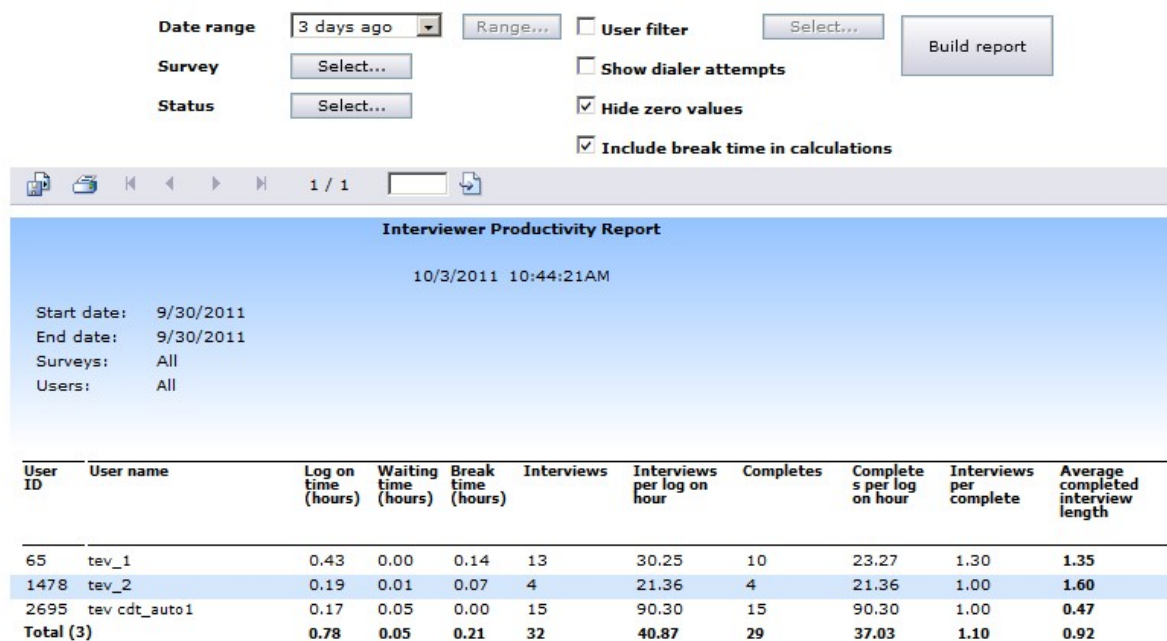 Date range 3 days ago Range... User filter Select... Build report
Survey Select... Show dialer attempts
Status Select... Hide zero values
Include break time in calculations
1 / 1
Interviewer Productivity Report
10/3/2011 10:44:21AM
Start date: 9/30/2011
End date: 9/30/2011
Surveys: All
Users: All
User ID User name Log on time (hours) Waiting time (hours) Break time (hours) Interviews Interviews per log on hour Completes Complete s per log on hour Interviews per complete Average completed interview length
65 tev_1 0.43 0.00 0.14 13 30.25 10 23.27 1.30 1.35
1478 tev_2 0.19 0.01 0.07 4 21.36 4 21.36 1.00 1.60
2695 tev cdt_auto1 0.17 0.05 0.00 15 90.30 15 90.30 1.00 0.47
Total (3) 0.78 0.05 0.21 32 40.87 29 37.03 1.10 0.92